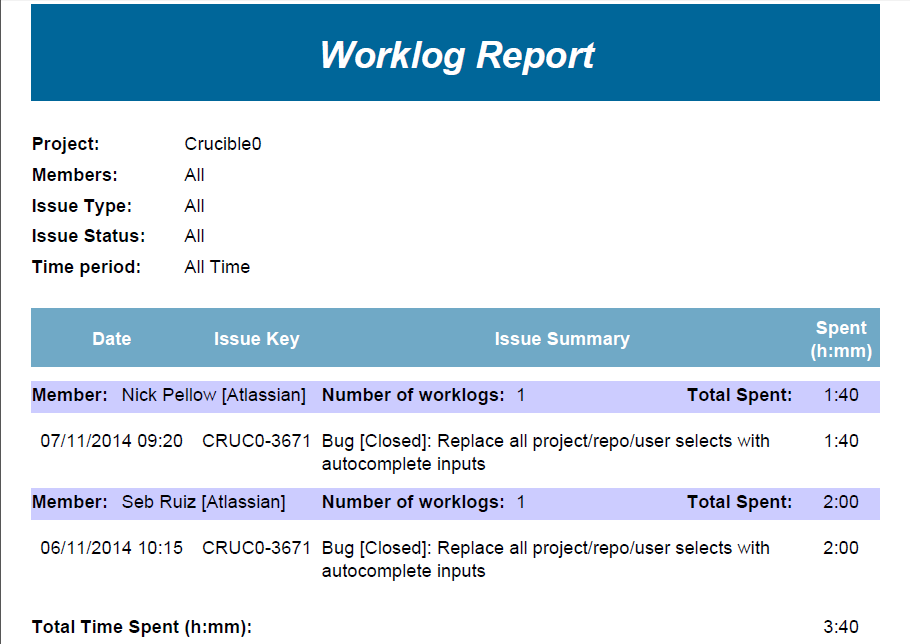 Worklog Report
Project: Crucible0
Members: All
Issue Type: All
Issue Status: All
Time period: All Time
Date Issue Key Issue Summary Spent (h:mm)
Member: Nick Pellow [Atlassian] Number of worklogs: 1 Total Spent: 1:40
07/11/2014 09:20 CRUC0-3671 Bug [Closed]: Replace all project/repo/user selects with 1:40
autocomplete inputs
Member: Seb Ruiz [Atlassian] Number of worklogs: 1 Total Spent: 2:00
06/11/2014 10:15 CRUC0-3671 Bug [Closed]: Replace all project/repo/user selects with 2:00
autocomplete inputs
Total Time Spent (h:mm): 3:40